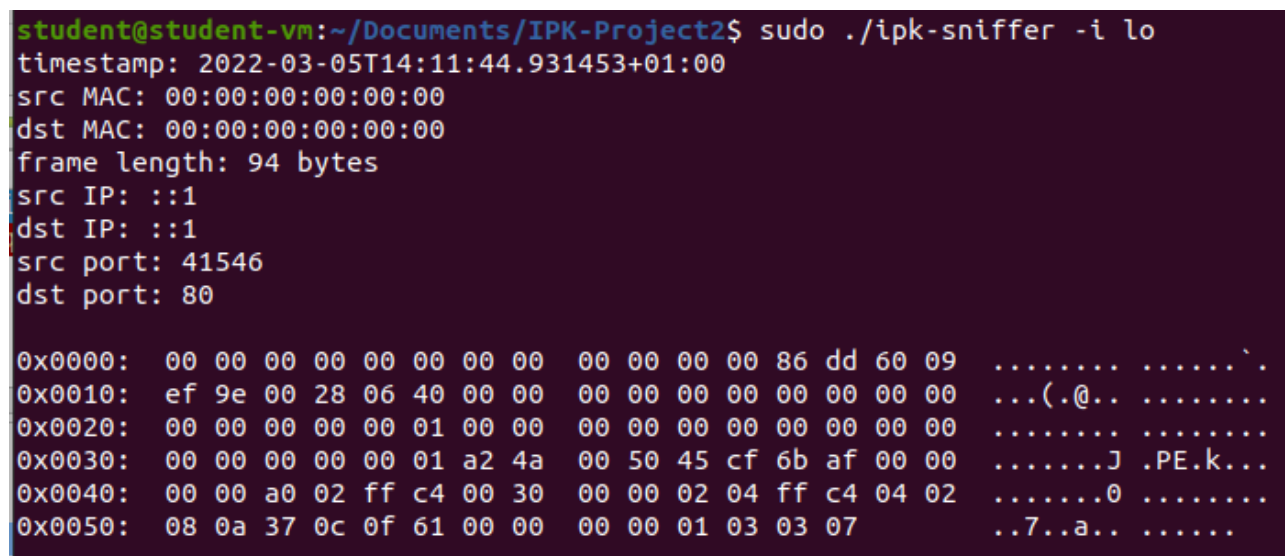 student@student-vm:~/Documents/IPK-Project2$ sudo ./ipk-sniffer -i lo
timestamp: 2022-03-05T14:11:44.931453+01:00
src MAC: 00:00:00:00:00:00
dst MAC: 00:00:00:00:00:00
frame length: 94 bytes
src IP: ::1
dst IP: ::1
src port: 41546
dst port: 80

0x0000:  00 00 00 00 00 00 00 00  00 00 00 00 86 dd 60 09  ........ ......`.
0x0010:  ef 9e 00 28 06 40 00 00  00 00 00 00 00 00 00 00  ...(.@.. ........
0x0020:  00 00 00 00 00 01 00 00  00 00 00 00 00 00 00 00  ........ ........
0x0030:  00 00 00 00 00 01 a2 4a  00 50 45 cf 6b af 00 00  .......J .PE.k...
0x0040:  00 00 a0 02 ff c4 00 30  00 00 02 04 ff c4 04 02  .......0 ........
0x0050:  08 0a 37 0c 0f 61 00 00  00 00 01 03 03 07        ..7..a.. ......